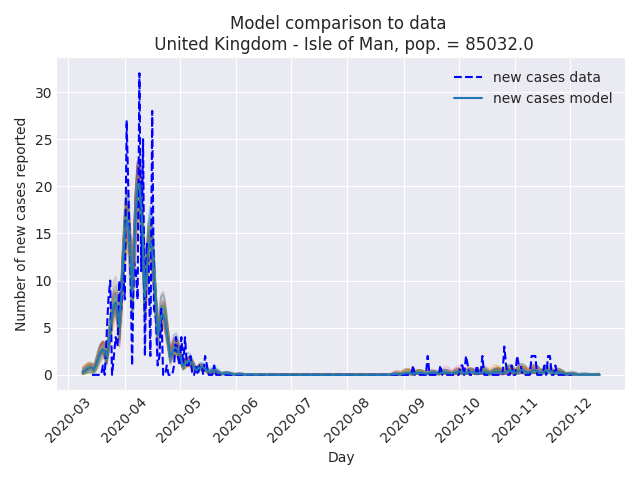 Model comparison to data
United Kingdom - Isle of Man, pop. = 85032.0
new cases data
new cases model
Number of new cases reported
30
25
20
15
10
5
0
2020-03
2020-04
2020-05
2020-06
2020-07
2020-08
2020-09
2020-10
2020-11
2020-12
Day